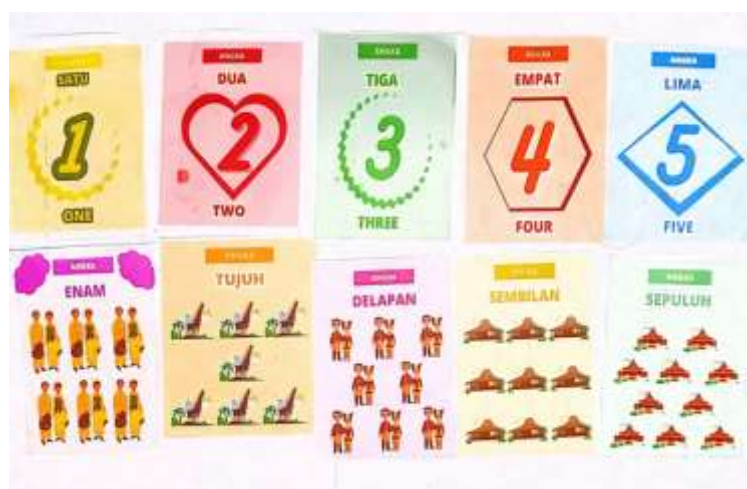 SATU
1
ONE
DUA
2
TWO
TIGA
3
THREE
EMPAT
4
FOUR
LIMA
5
FIVE
ENAM
TUJUH
DELAPAN
SEMBILAN
SEPULUH